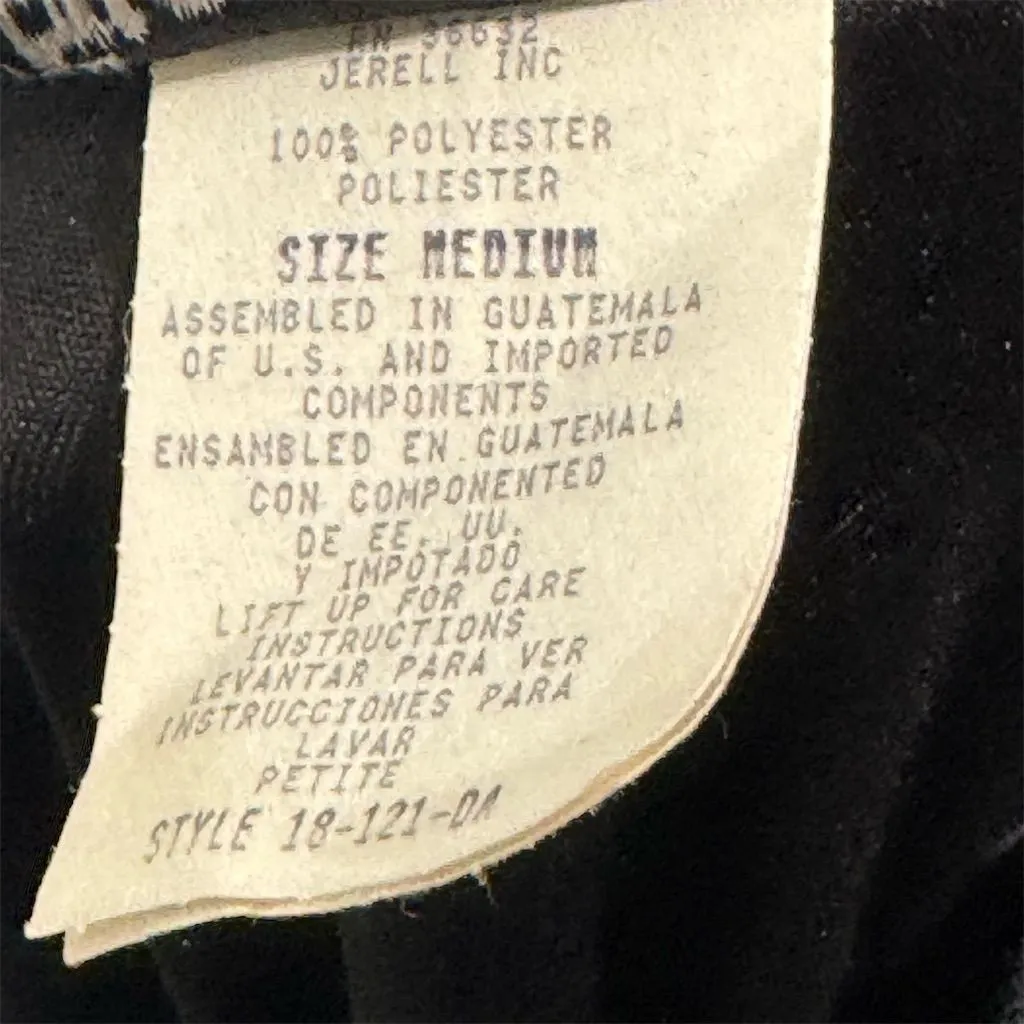 RN 36632
JERELL INC
100% POLYESTER
POLIESTER
SIZE MEDIUM
ASSEMBLED IN GUATEMALA
OF U.S. AND IMPORTED
COMPONENTS
ENSAMBLED EN GUATEMALA
CON COMPONENTED
DE EE. UU.
Y IMPOTADO
LIFT UP FOR CARE
INSTRUCTIONS
LEVANTAR PARA VER
INSTRUCCIONES PARA
LAVAR
PETITE
STYLE 18-121-DA